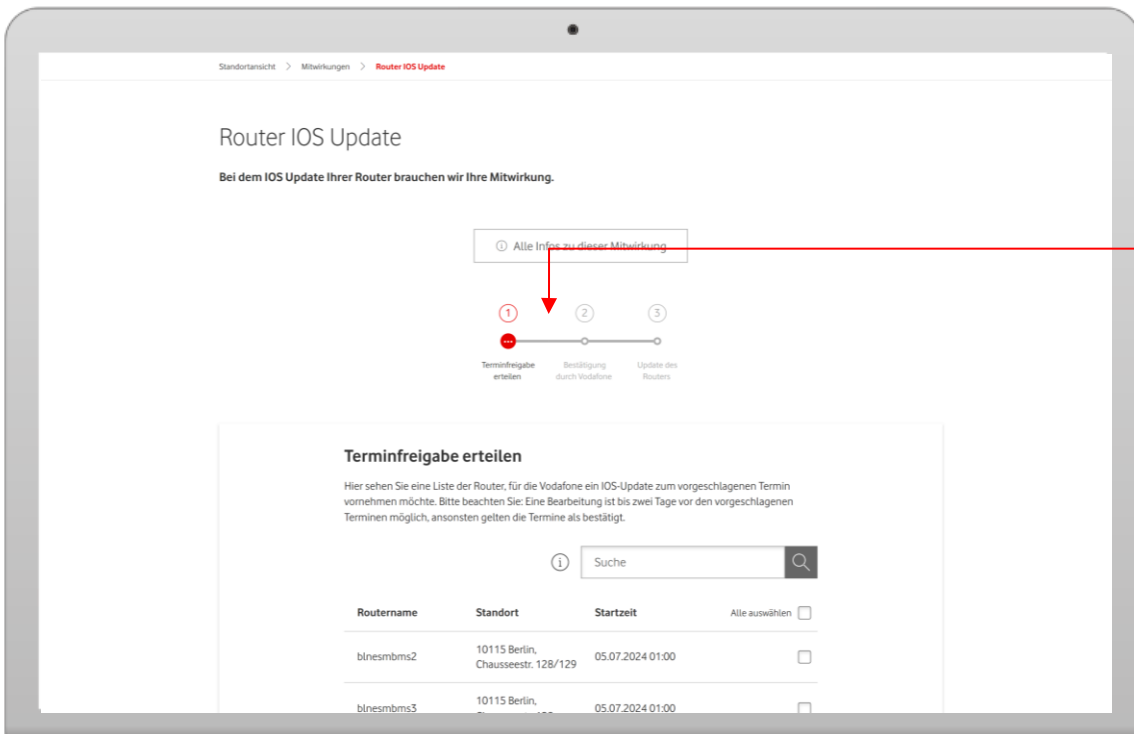 Standortansicht > Mitwirkungen > Router IOS Update
Router IOS Update
Bei dem IOS Update Ihrer Router brauchen wir Ihre Mitwirkung.
Alle Infos zu dieser Mitwirkung
1 2 3
Terminfreigabe erteilen
Bestätigung durch Vodafone
Update des Routers
Terminfreigabe erteilen
Hier sehen Sie eine Liste der Router, für die Vodafone ein IOS-Update zum vorgeschlagenen Termin
vornehmen möchte. Bitte beachten Sie: Eine Bearbeitung ist bis zwei Tage vor den vorgeschlagenen
Terminen möglich, ansonsten gelten die Termine als bestätigt.
Suche
Routername Standort Startzeit Alle auswählen
blnesmbms2 10115 Berlin, Chausseestr. 128/129 05.07.2024 01:00
blnesmbms3 10115 Berlin, 05.07.2024 01:00